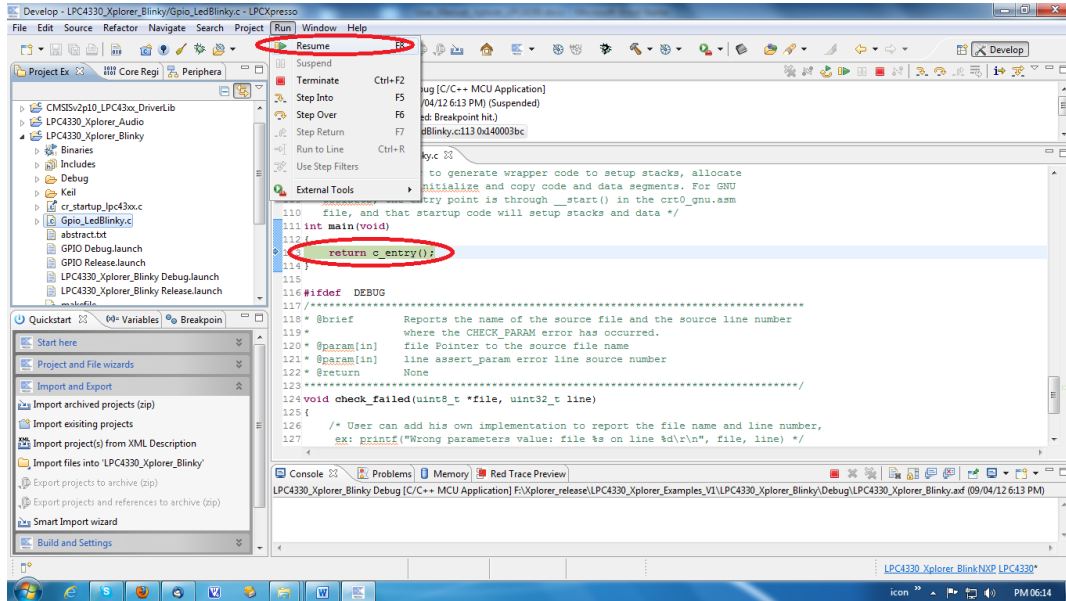 Develop - LPC4330_Xplorer_Blinky/Gpio_LedBlinky.c - LPCXpresso
File Edit Source Refactor Navigate Search Project Run Window Help
Resume F8
Suspend
Terminate Ctrl+F2
Step Into F5
Step Over F6
Step Return F7
Run to Line Ctrl+R
Use Step Filters
External Tools
Develop
Project Ex Core Regi Periphera
CMSISv2p10_LPC43xx_DriverLib
LPC4330_Xplorer_Audio
LPC4330_Xplorer_Blinky
Binaries
Includes
Debug
Keil
cr_startup_lpc43xx.c
Gpio_LedBlinky.c
abstract.txt
GPIO Debug.launch
GPIO Release.launch
LPC4330_Xplorer_Blinky Debug.launch
LPC4330_Xplorer_Blinky Release.launch
makefile
bug [C/C++ MCU Application]
/04/12 6:13 PM) (Suspended)
ed: Breakpoint hit.)
dBlinky.c:113 0x140003bc
ky.c
to generate wrapper code to setup stacks, allocate
nitialize and copy code and data segments. For GNU
try point is through __start() in the crt0_gnu.asm
110 file, and that startup code will setup stacks and data */
111 int main(void)
112 {
113 return c_entry();
114 }
115
116 #ifdef DEBUG
117 /*******************************************************************************
118 * @brief Reports the name of the source file and the source line number
119 * where the CHECK_PARAM error has occurred.
120 * @param[in] file Pointer to the source file name
121 * @param[in] line assert_param error line source number
122 * @return None
123 *******************************************************************************/
124 void check_failed(uint8_t *file, uint32_t line)
125 {
126 /* User can add his own implementation to report the file name and line number,
127 ex: printf("Wrong parameters value: file %s on line %d\r\n", file, line) */
Quickstart Variables Breakpoin
Start here
Project and File wizards
Import and Export
Import archived projects (zip)
Import exisiting projects
Import project(s) from XML Description
Import files into 'LPC4330_Xplorer_Blinky'
Export projects to archive (zip)
Export projects and references to archive (zip)
Smart Import wizard
Build and Settings
Console Problems Memory Red Trace Preview
LPC4330_Xplorer_Blinky Debug [C/C++ MCU Application] F:\Xplorer_release\LPC4330_Xplorer_Examples_V1\LPC4330_Xplorer_Blinky\Debug\LPC4330_Xplorer_Blinky.axf (09/04/12 6:13 PM)
LPC4330_Xplorer_BlinkNXP LPC4330*
icon PM 06:14